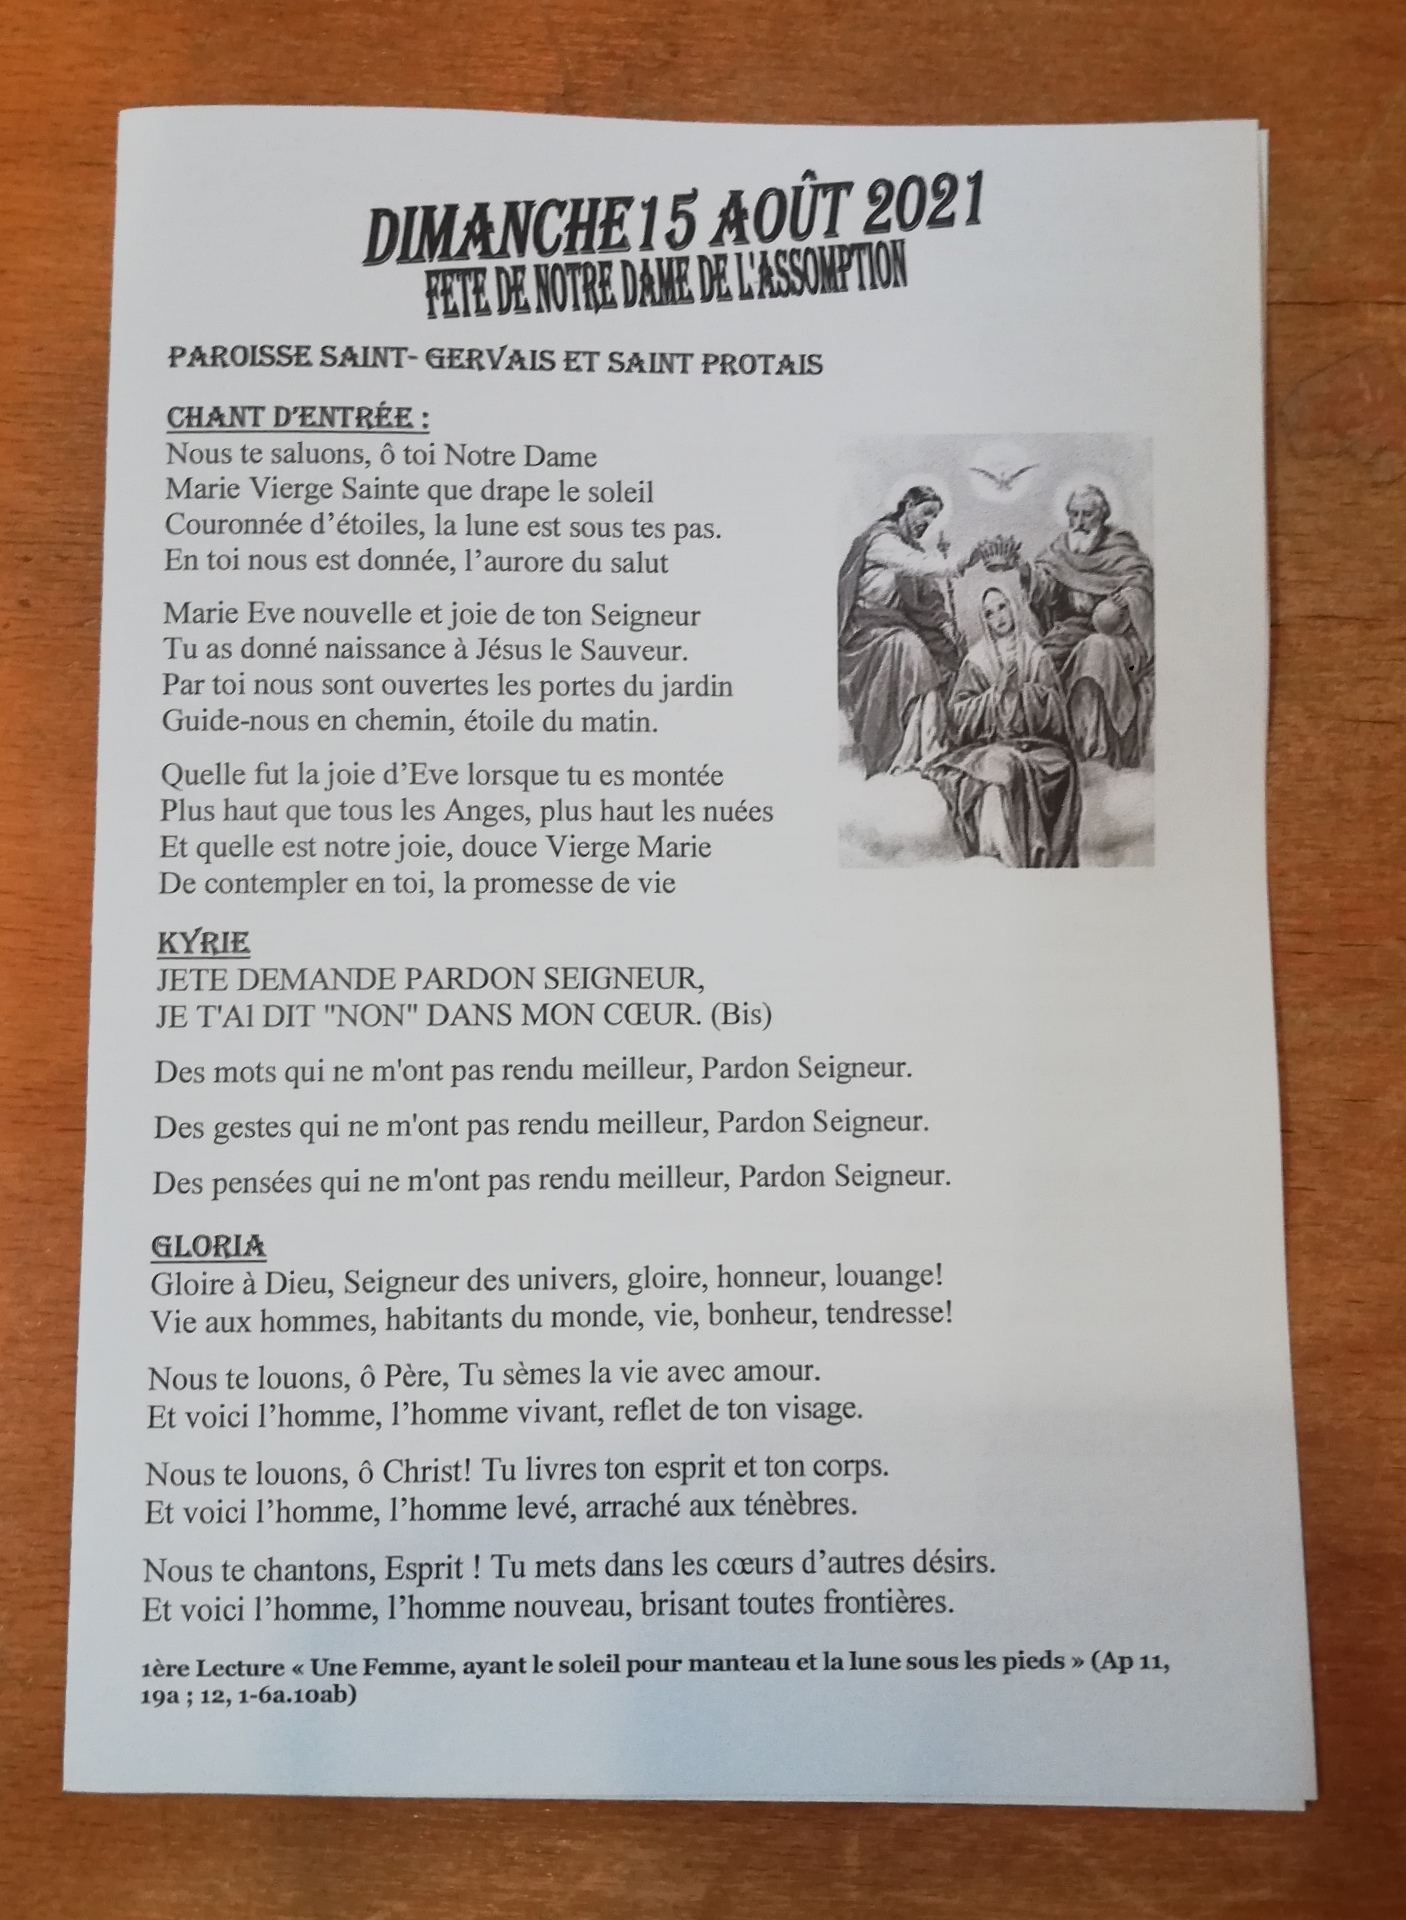 DIMANCHE15 AOÛT 2021
FETE DE NOTRE DAME DE L'ASSOMPTION
PAROISSE SAINT- GERVAIS ET SAINT PROTAIS
CHANT D'ENTRÉE :
Nous te saluons, ô toi Notre Dame
Marie Vierge Sainte que drape le soleil
Couronnée d’étoiles, la lune est sous tes pas.
En toi nous est donnée, l’aurore du salut
Marie Eve nouvelle et joie de ton Seigneur
Tu as donné naissance à Jésus le Sauveur.
Par toi nous sont ouvertes les portes du jardin
Guide-nous en chemin, étoile du matin.
Quelle fut la joie d’Eve lorsque tu es montée
Plus haut que tous les Anges, plus haut les nuées
Et quelle est notre joie, douce Vierge Marie
De contempler en toi, la promesse de vie
KYRIE
JETE DEMANDE PARDON SEIGNEUR,
JE T'A1 DIT "NON" DANS MON CŒUR. (Bis)
Des mots qui ne m'ont pas rendu meilleur, Pardon Seigneur.
Des gestes qui ne m'ont pas rendu meilleur, Pardon Seigneur.
Des pensées qui ne m'ont pas rendu meilleur, Pardon Seigneur.
GLORIA
Gloire à Dieu, Seigneur des univers, gloire, honneur, louange!
Vie aux hommes, habitants du monde, vie, bonheur, tendresse!
Nous te louons, ô Père, Tu sèmes la vie avec amour.
Et voici l’homme, l’homme vivant, reflet de ton visage.
Nous te louons, ô Christ! Tu livres ton esprit et ton corps.
Et voici l’homme, l’homme levé, arraché aux ténèbres.
Nous te chantons, Esprit ! Tu mets dans les cœurs d’autres désirs.
Et voici l’homme, l’homme nouveau, brisant toutes frontières.
1ère Lecture « Une Femme, ayant le soleil pour manteau et la lune sous les pieds » (Ap 11,
19a ; 12, 1-6a.10ab)